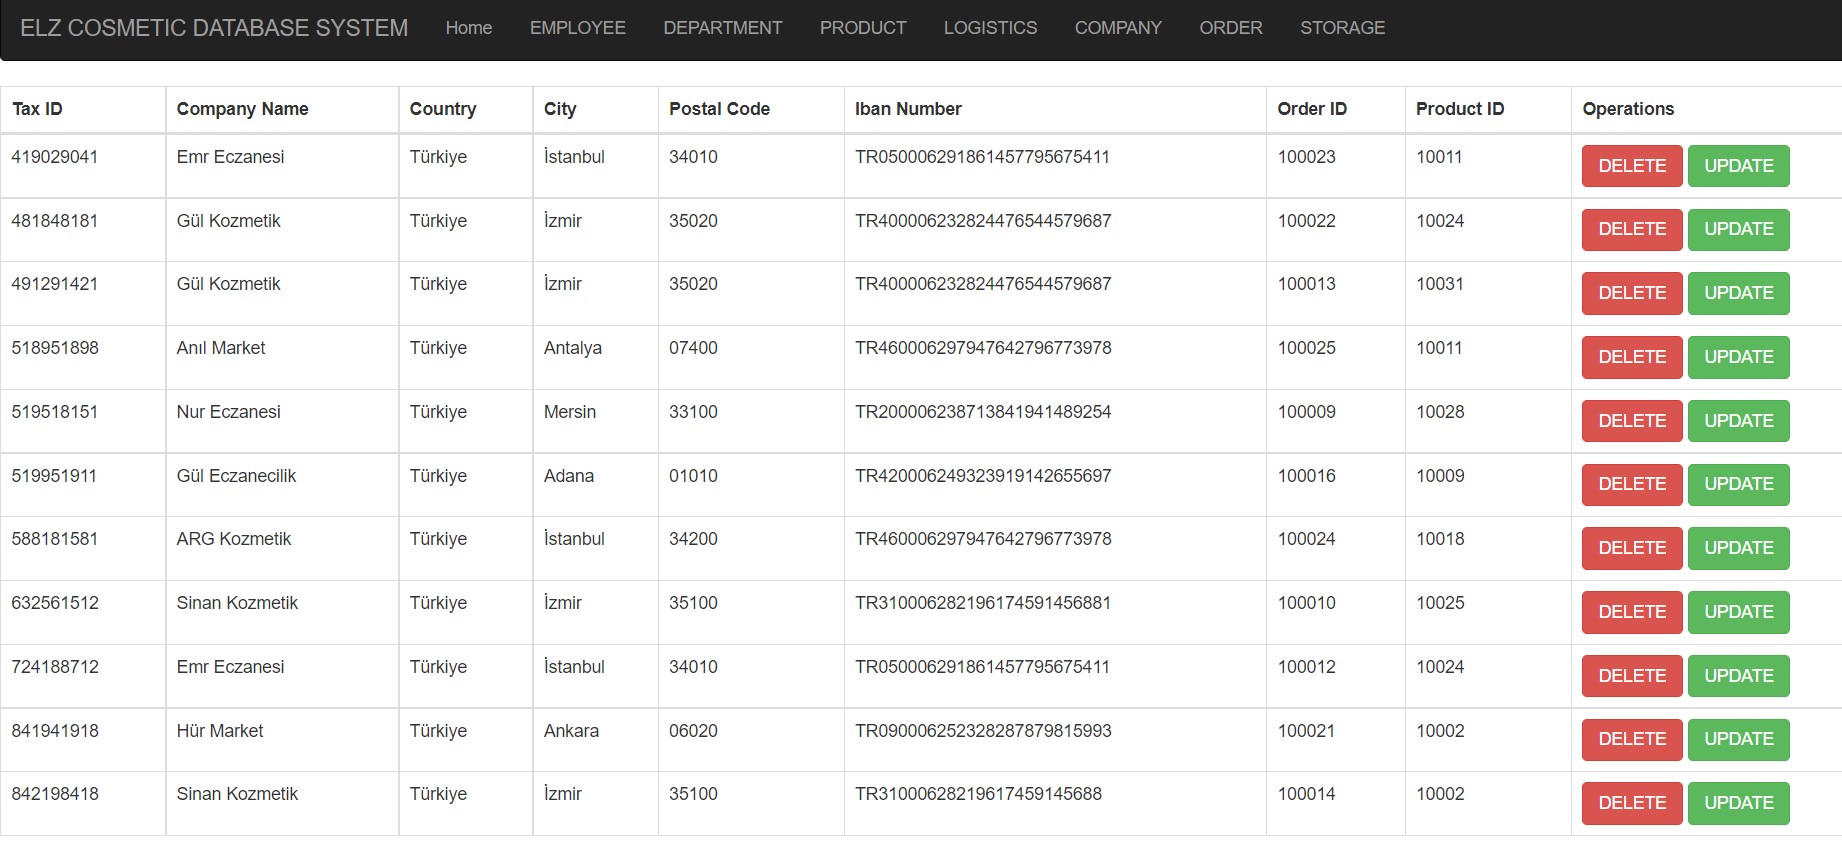 ELZ COSMETIC DATABASE SYSTEM Home EMPLOYEE DEPARTMENT PRODUCT LOGISTICS COMPANY ORDER STORAGE
Tax ID Company Name Country City Postal Code Iban Number Order ID Product ID Operations
419029041 Emr Eczanesi Türkiye İstanbul 34010 TR050006291861457795675411 100023 10011 DELETE UPDATE
481848181 Gül Kozmetik Türkiye İzmir 35020 TR400006232824476544579687 100022 10024 DELETE UPDATE
491291421 Gül Kozmetik Türkiye İzmir 35020 TR400006232824476544579687 100013 10031 DELETE UPDATE
518951898 Anıl Market Türkiye Antalya 07400 TR460006297947642796773978 100025 10011 DELETE UPDATE
519518151 Nur Eczanesi Türkiye Mersin 33100 TR200006238713841941489254 100009 10028 DELETE UPDATE
519951911 Gül Eczanecilik Türkiye Adana 01010 TR420006249323919142655697 100016 10009 DELETE UPDATE
588181581 ARG Kozmetik Türkiye İstanbul 34200 TR460006297947642796773978 100024 10018 DELETE UPDATE
632561512 Sinan Kozmetik Türkiye İzmir 35100 TR310006282196174591456881 100010 10025 DELETE UPDATE
724188712 Emr Eczanesi Türkiye İstanbul 34010 TR050006291861457795675411 100012 10024 DELETE UPDATE
841941918 Hür Market Türkiye Ankara 06020 TR090006252328287879815993 100021 10002 DELETE UPDATE
842198418 Sinan Kozmetik Türkiye İzmir 35100 TR31000628219617459145688 100014 10002 DELETE UPDATE